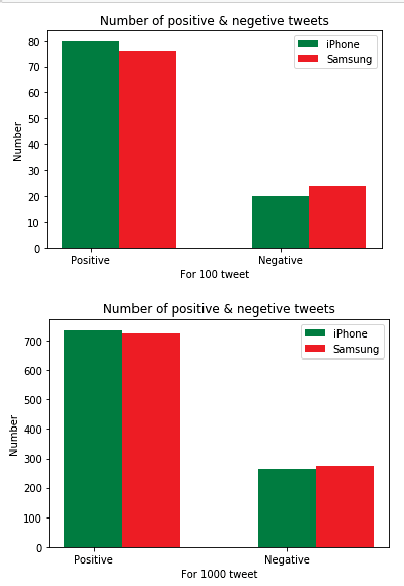 Number of positive & negetive tweets
iPhone
Samsung
80
70
60
50
40
30
20
10
0
Number
Positive
Negative
For 100 tweet
Number of positive & negetive tweets
iPhone
Samsung
700
600
500
400
300
200
100
0
Number
Positive
Negative
For 1000 tweet